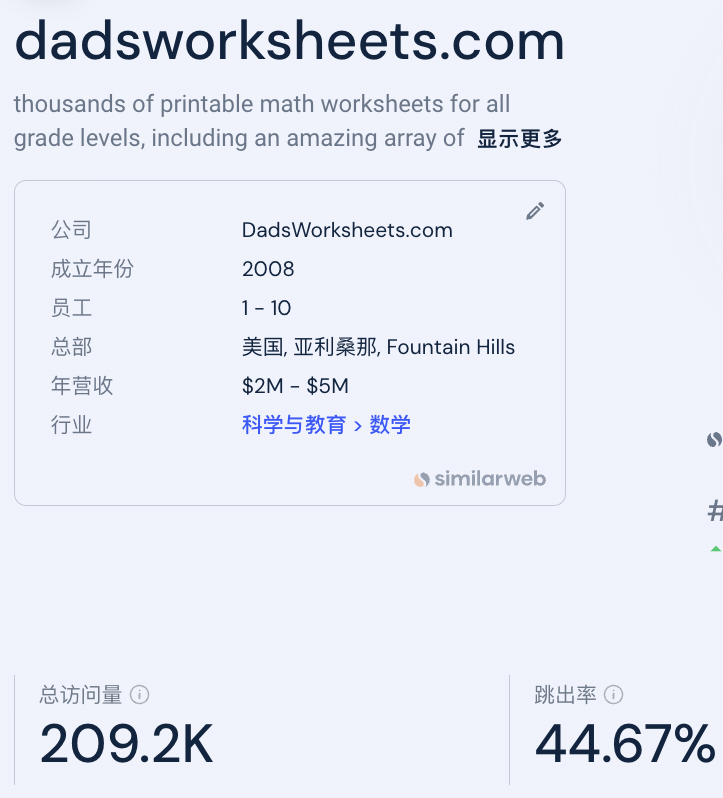 dadsworksheets.com
thousands of printable math worksheets for all
grade levels, including an amazing array of 显示更多
公司 DadsWorksheets.com
成立年份 2008
员工 1 - 10
总部 美国, 亚利桑那, Fountain Hills
年营收 $2M - $5M
行业 科学与教育 > 数学
similarweb
#
总访问量
209.2K
跳出率
44.67%